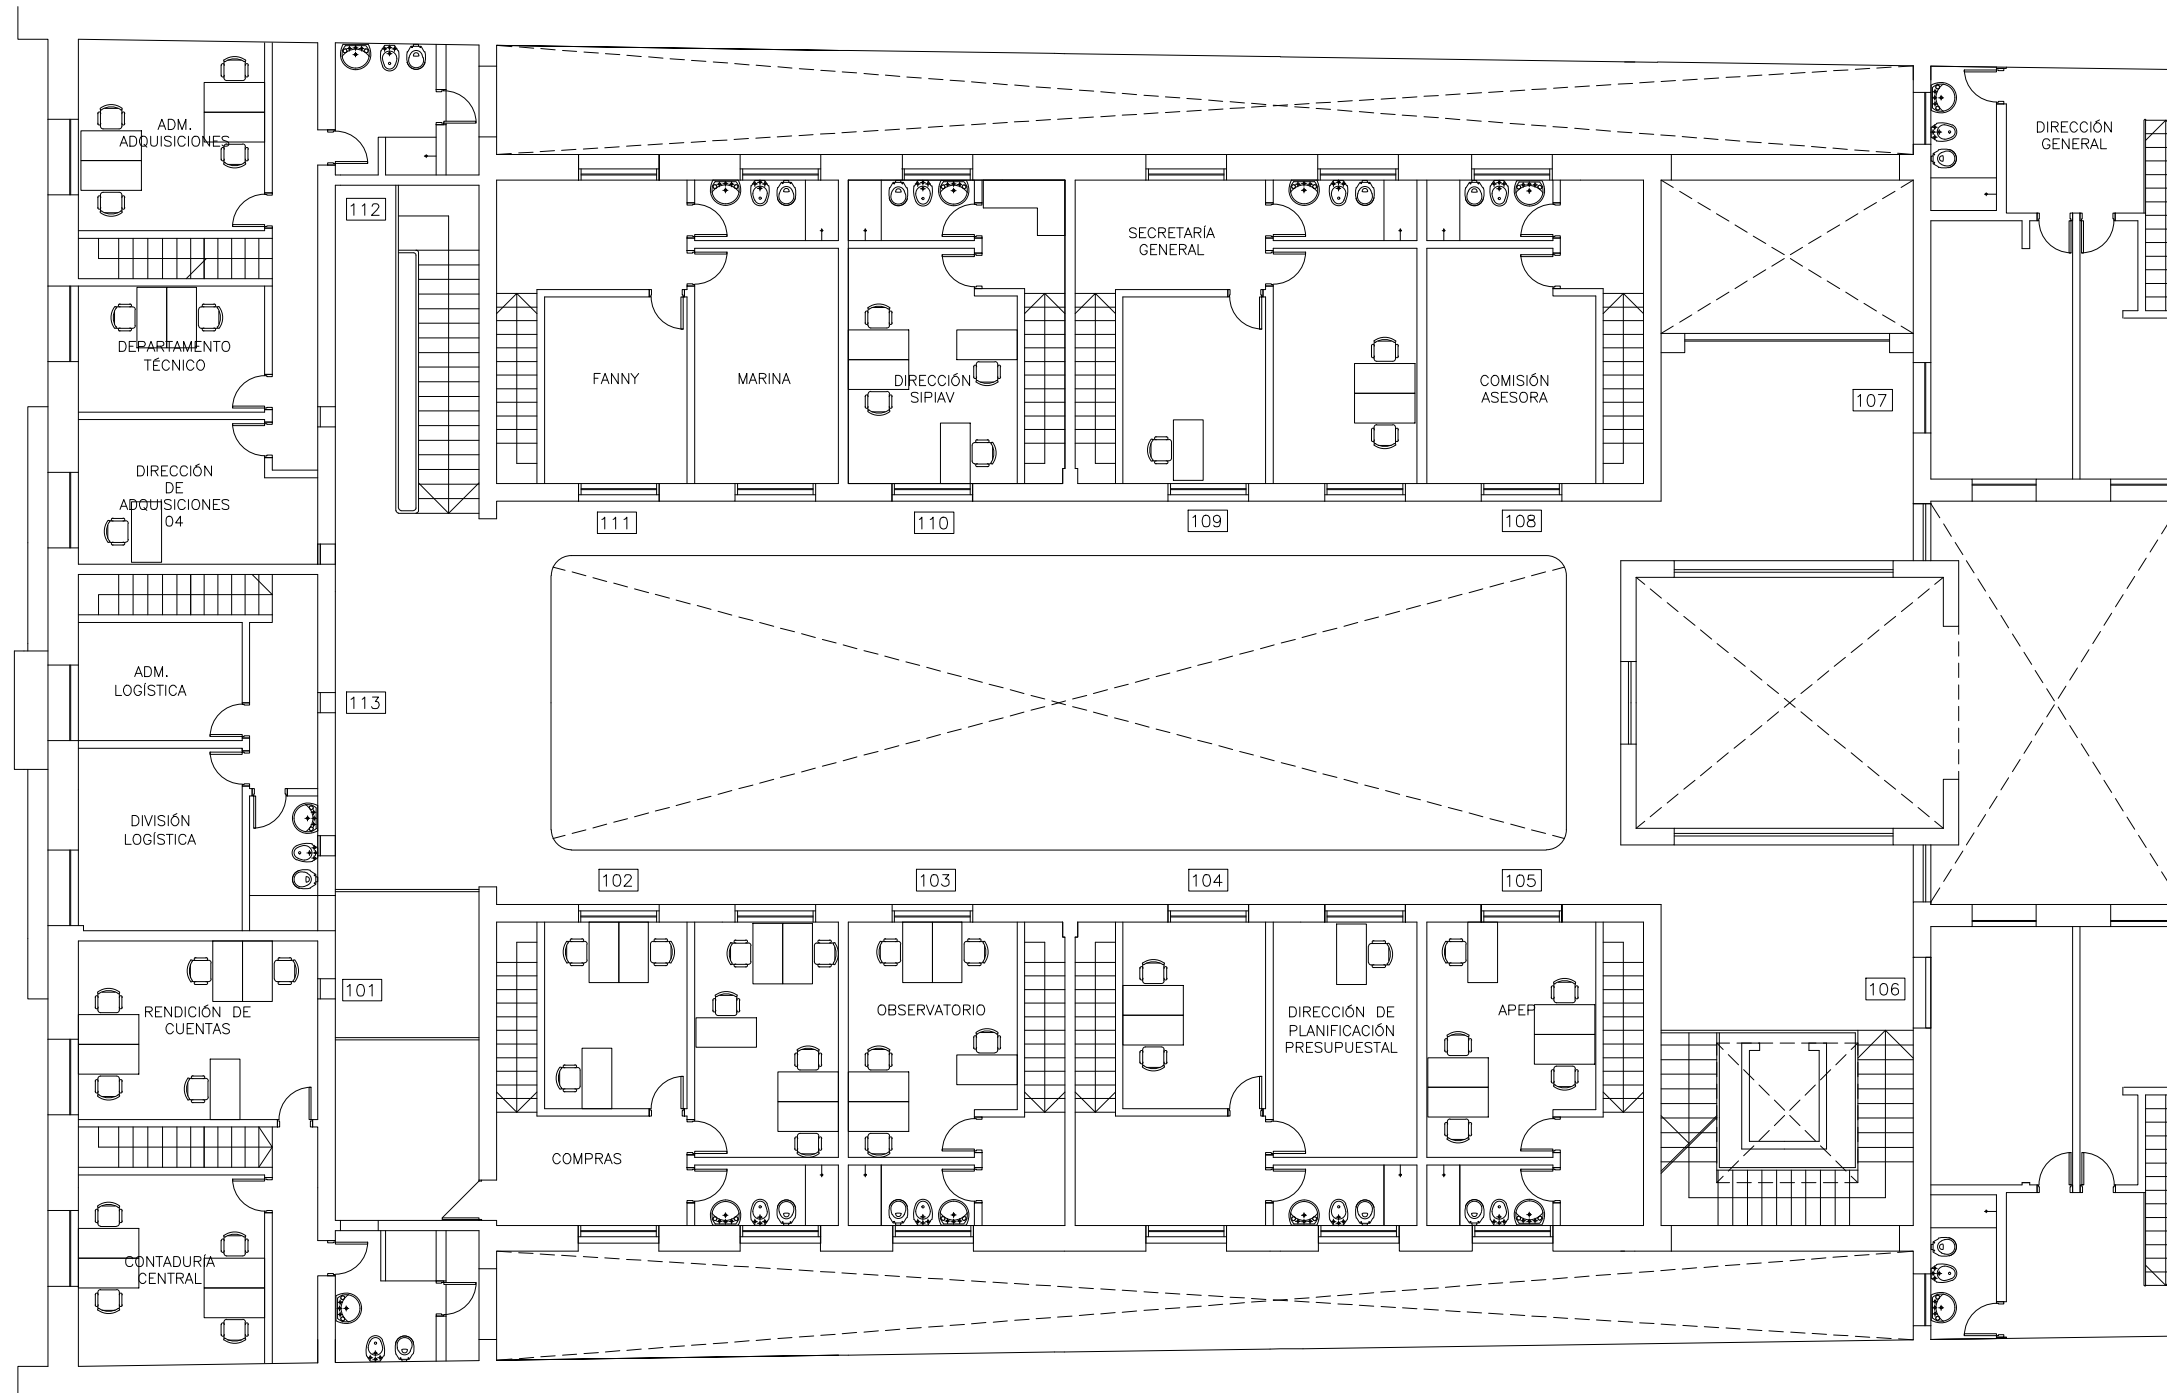 ADM.
ADQUISICIONES
112
DEPARTAMENTO
TÉCNICO
DIRECCIÓN
DE
ADQUISICIONES
04
ADM.
LOGÍSTICA
113
DIVISIÓN
LOGÍSTICA
RENDICIÓN DE
CUENTAS
101
CONTADURÍA
CENTRAL
FANNY
MARINA
DIRECCIÓN
SIPIAV
SECRETARÍA
GENERAL
COMISIÓN
ASESORA
DIRECCIÓN
GENERAL
107
111
110
109
108
102
103
104
105
106
COMPRAS
OBSERVATORIO
DIRECCIÓN DE
PLANIFICACIÓN
PRESUPUESTAL
APEP